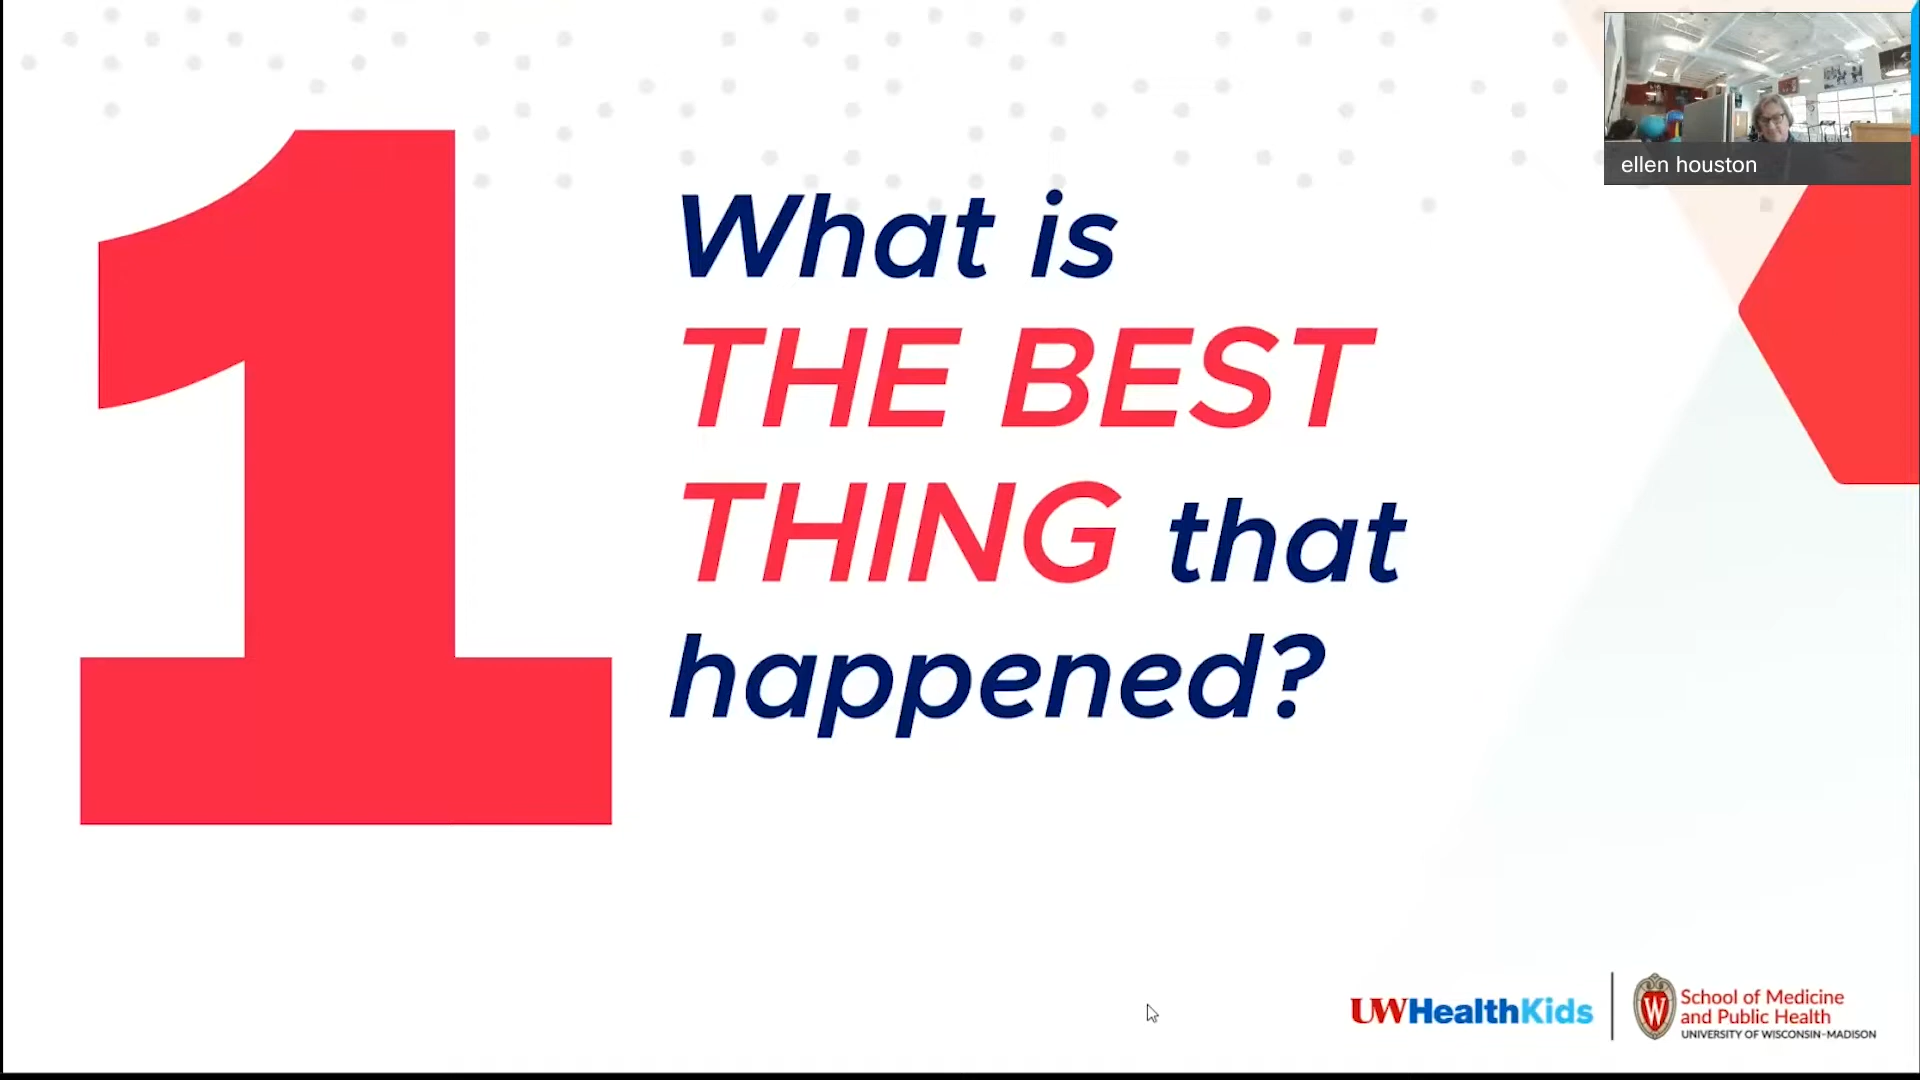 ellen houston
1
What is
THE BEST
THING that
happened?
UWHealthKids
W
School of Medicine
and Public Health
UNIVERSITY OF WISCONSIN–MADISON